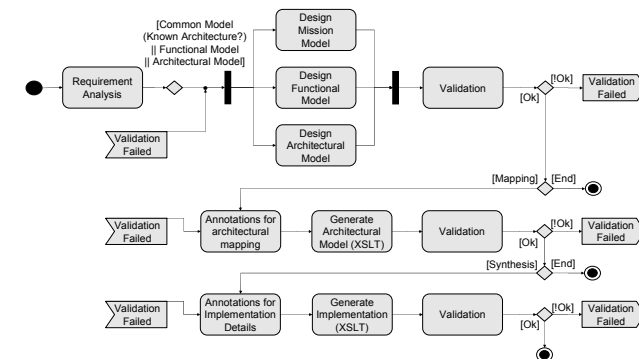 [Common Model
(Known Architecture?)
|| Functional Model
|| Architectural Model]
Design
Mission
Model
Requirement
Analysis
Design
Functional
Model
Validation
[!Ok]
[Ok]
Validation
Failed
Validation
Failed
Design
Architectural
Model
[Mapping]
[End]
Validation
Failed
Annotations for
architectural
mapping
Generate
Architectural
Model (XSLT)
Validation
[!Ok]
[Ok]
Validation
Failed
[Synthesis]
[End]
Validation
Failed
Annotations for
Implementation
Details
Generate
Implementation
(XSLT)
Validation
[!Ok]
[Ok]
Validation
Failed